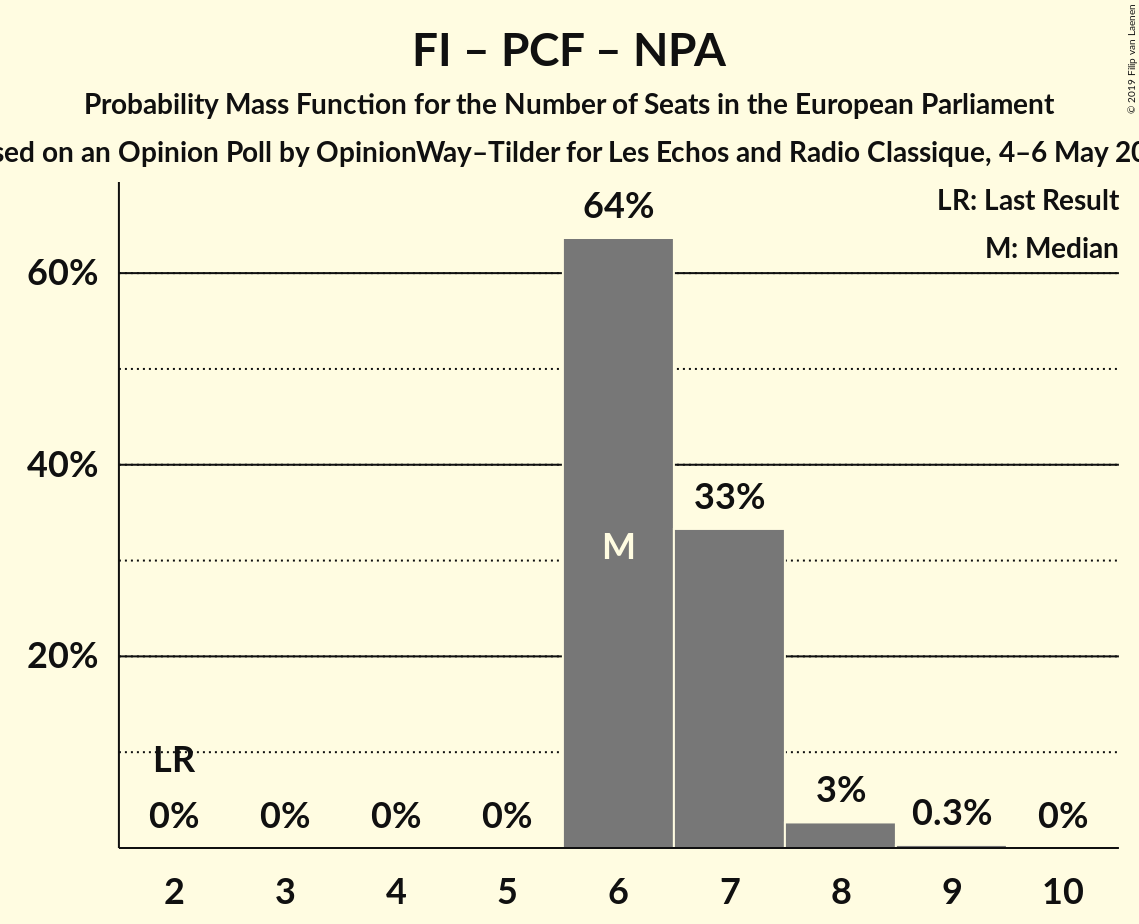 FI – PCF – NPA
Probability Mass Function for the Number of Seats in the European Parliament
on an Opinion Poll by OpinionWay–Tilder for Les Echos and Radio Classique, 4–6 May
© 2019 Filip van Laenen
LR: Last Result
M: Median
64%
60%
40%
33%
M
20%
LR
0% 0% 0% 0% 3% 0.3% 0%
2 3 4 5 6 7 8 9 10